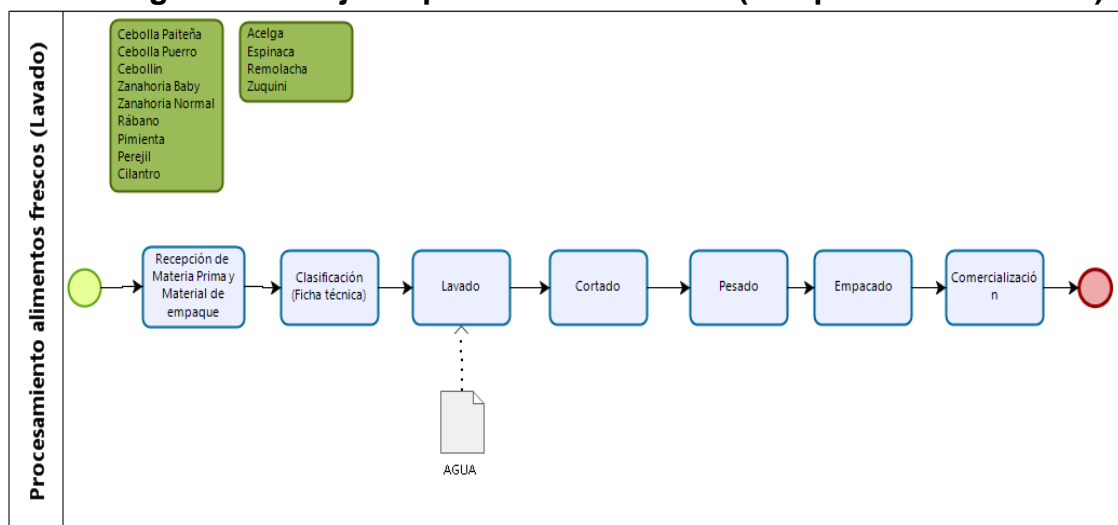 Procesamiento alimentos frescos (Lavado)
Cebolla Paiteña
Cebolla Puerro
Cebollin
Zanahoria Baby
Zanahoria Normal
Rábano
Pimienta
Perejil
Cilantro
Acelga
Espinaca
Remolacha
Zuquini
Recepción de
Materia Prima y
Material de
empaque
Clasificación
(Ficha técnica)
Lavado
Cortado
Pesado
Empacado
Comercializació
n
AGUA